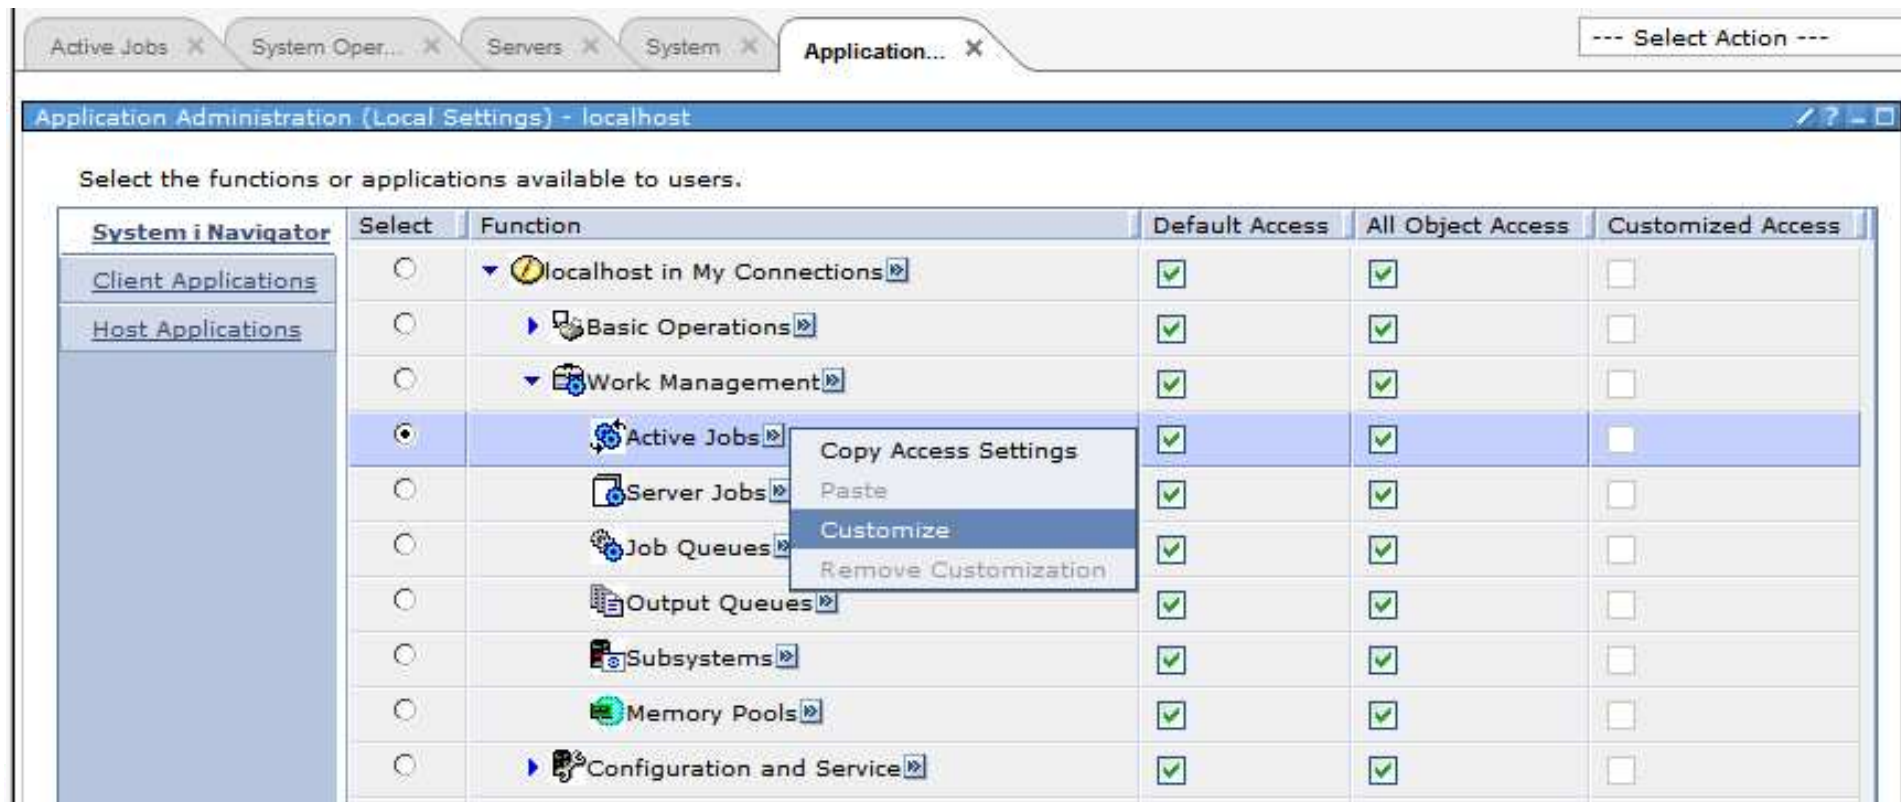 Active Jobs System Oper... Servers System Application... --- Select Action ---
Application Administration (Local Settings) - localhost
Select the functions or applications available to users.
System i Navigator Select Function Default Access All Object Access Customized Access
Client Applications localhost in My Connections
Host Applications Basic Operations
Work Management
Active Jobs
Copy Access Settings
Server Jobs Paste
Customize
Job Queues
Remove Customization
Output Queues
Subsystems
Memory Pools
Configuration and Service